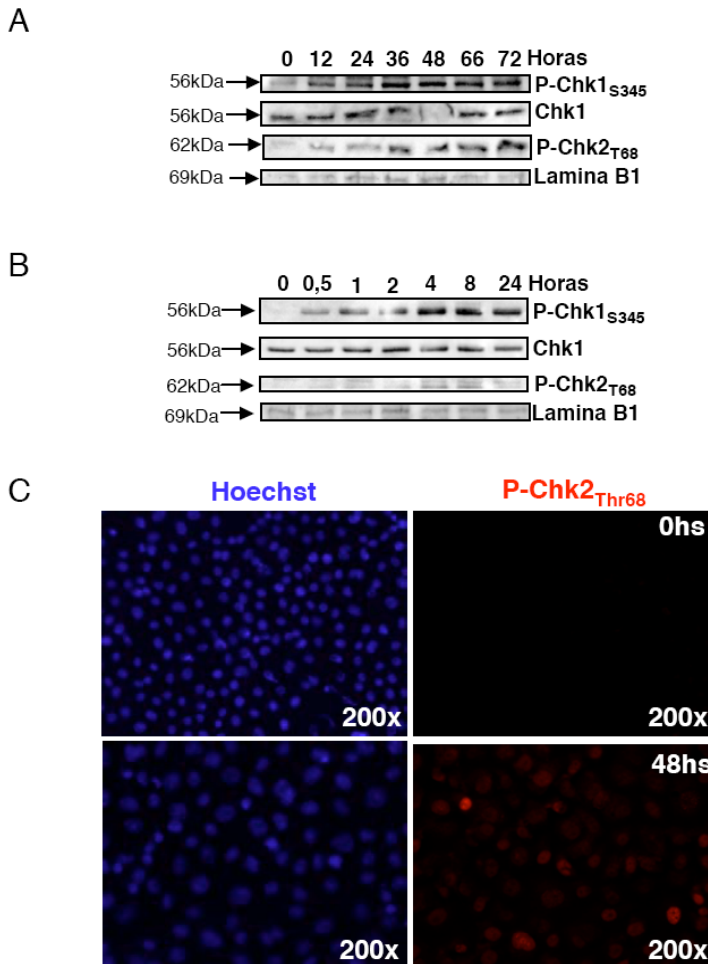 A
0 12 24 36 48 66 72 Horas
56kDa P-Chk1S345
56kDa Chk1
62kDa P-Chk2T68
69kDa Lamina B1
B
0 0,5 1 2 4 8 24 Horas
56kDa P-Chk1S345
56kDa Chk1
62kDa P-Chk2T68
69kDa Lamina B1
C
Hoechst P-Chk2Thr68
0hs
200x 200x
48hs
200x 200x